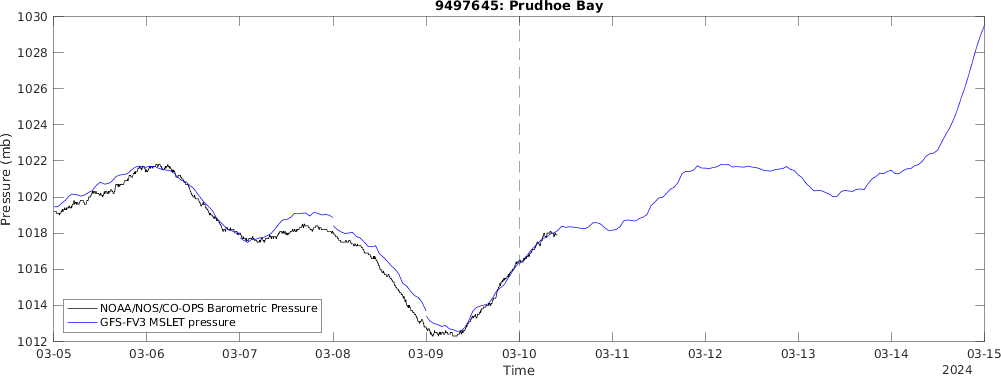 9497645: Prudhoe Bay
1030
1028
1026
1024
1022
1020
1018
1016
1014
1012
Pressure (mb)
NOAA/NOS/CO-OPS Barometric Pressure
GFS-FV3 MSLET pressure
03-05 03-06 03-07 03-08 03-09 03-10 03-11 03-12 03-13 03-14 03-15
Time
2024